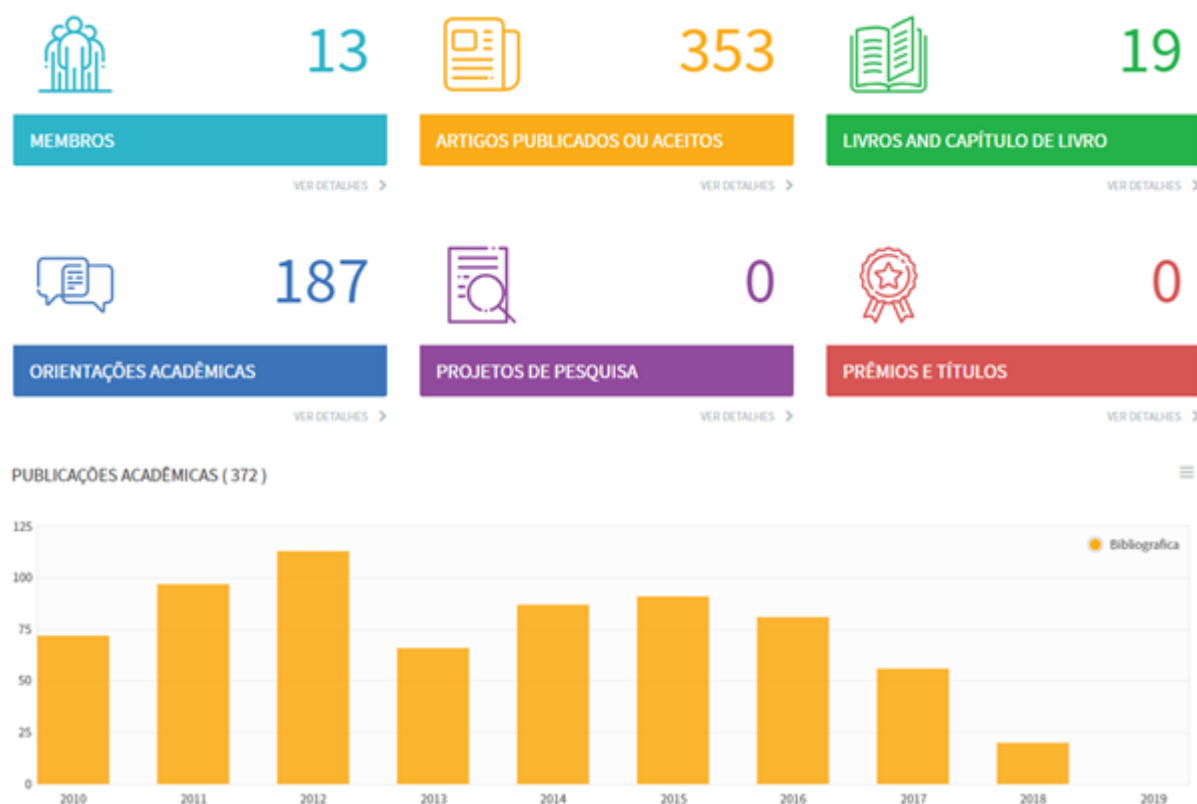 13
353
19
MEMBROS
ARTIGOS PUBLICADOS OU ACEITOS
LIVROS AND CAPÍTULO DE LIVRO
VER DETALHES
VER DETALHES
VER DETALHES
187
0
0
ORIENTAÇÕES ACADÊMICAS
PROJETOS DE PESQUISA
PRÊMIOS E TÍTULOS
VER DETALHES
VER DETALHES
VER DETALHES
PUBLICAÇÕES ACADÊMICAS ( 372 )
125
Bibliografica
100
75
50
25
0
2010 2011 2012 2013 2014 2015 2016 2017 2018 2019